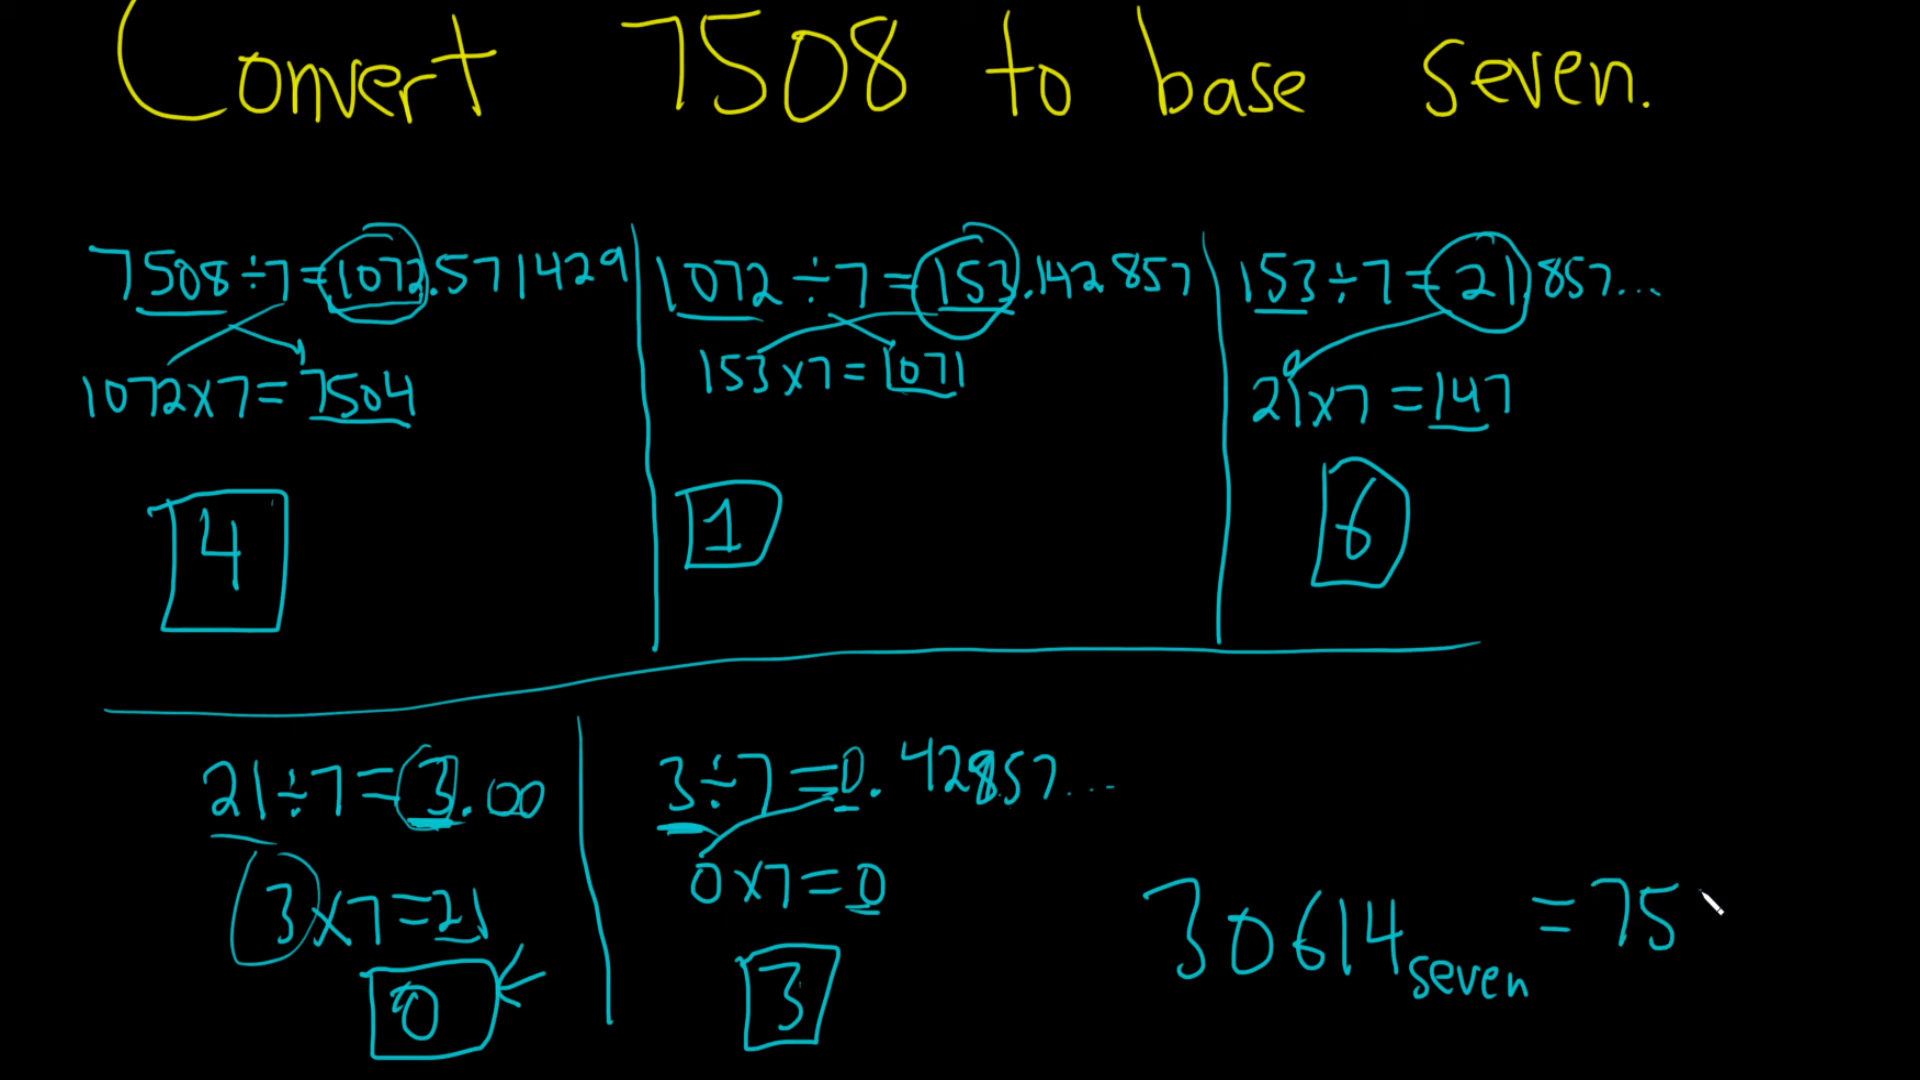 Convert 7508 to base seven.
7508÷7=1072.571429
1072x7=7504
4
1072÷7=153.142857
153x7=1071
1
153÷7=21.857...
21x7=147
6
21÷7=3.00
3x7=21
0
3÷7=0.42857...
0x7=0
3
30614seven=75